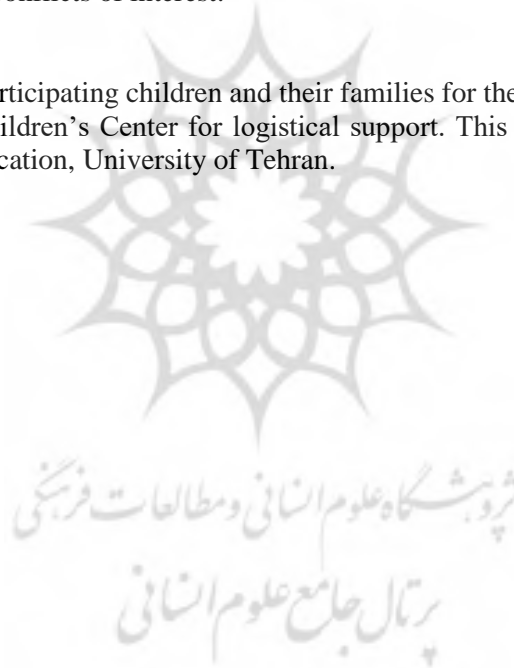 onflicts of interest.
rticipating children and their families for the
ildren's Center for logistical support. This
cation, University of Tehran.
پژوهشگاه علوم انسانی و مطالعات فرهنگی
پرتال جامع علوم انسانی